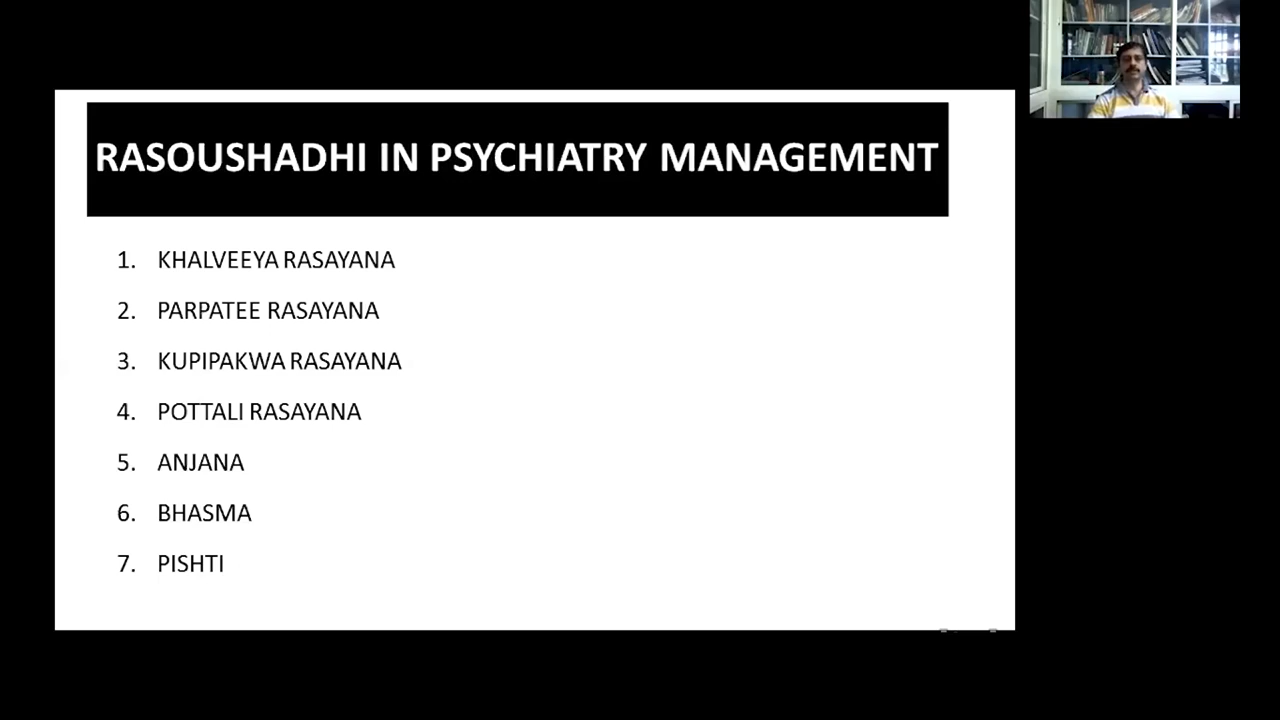 RASOUSHADHI IN PSYCHIATRY MANAGEMENT
1. KHALVEEYA RASAYANA
2. PARPATEE RASAYANA
3. KUPIPAKWA RASAYANA
4. POTTALI RASAYANA
5. ANJANA
6. BHASMA
7. PISHTI